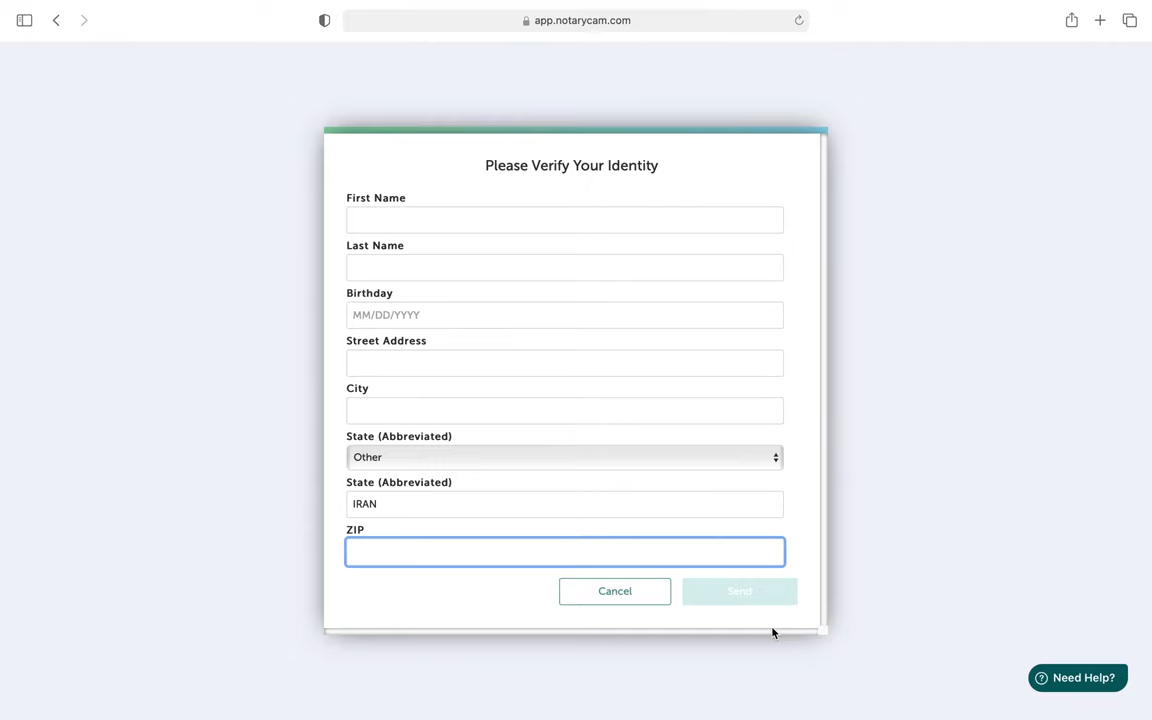 app.notarycam.com
Please Verify Your Identity
First Name
Last Name
Birthday
MM/DD/YYYY
Street Address
City
State (Abbreviated)
Other
State (Abbreviated)
IRAN
ZIP
Cancel
Send
Need Help?